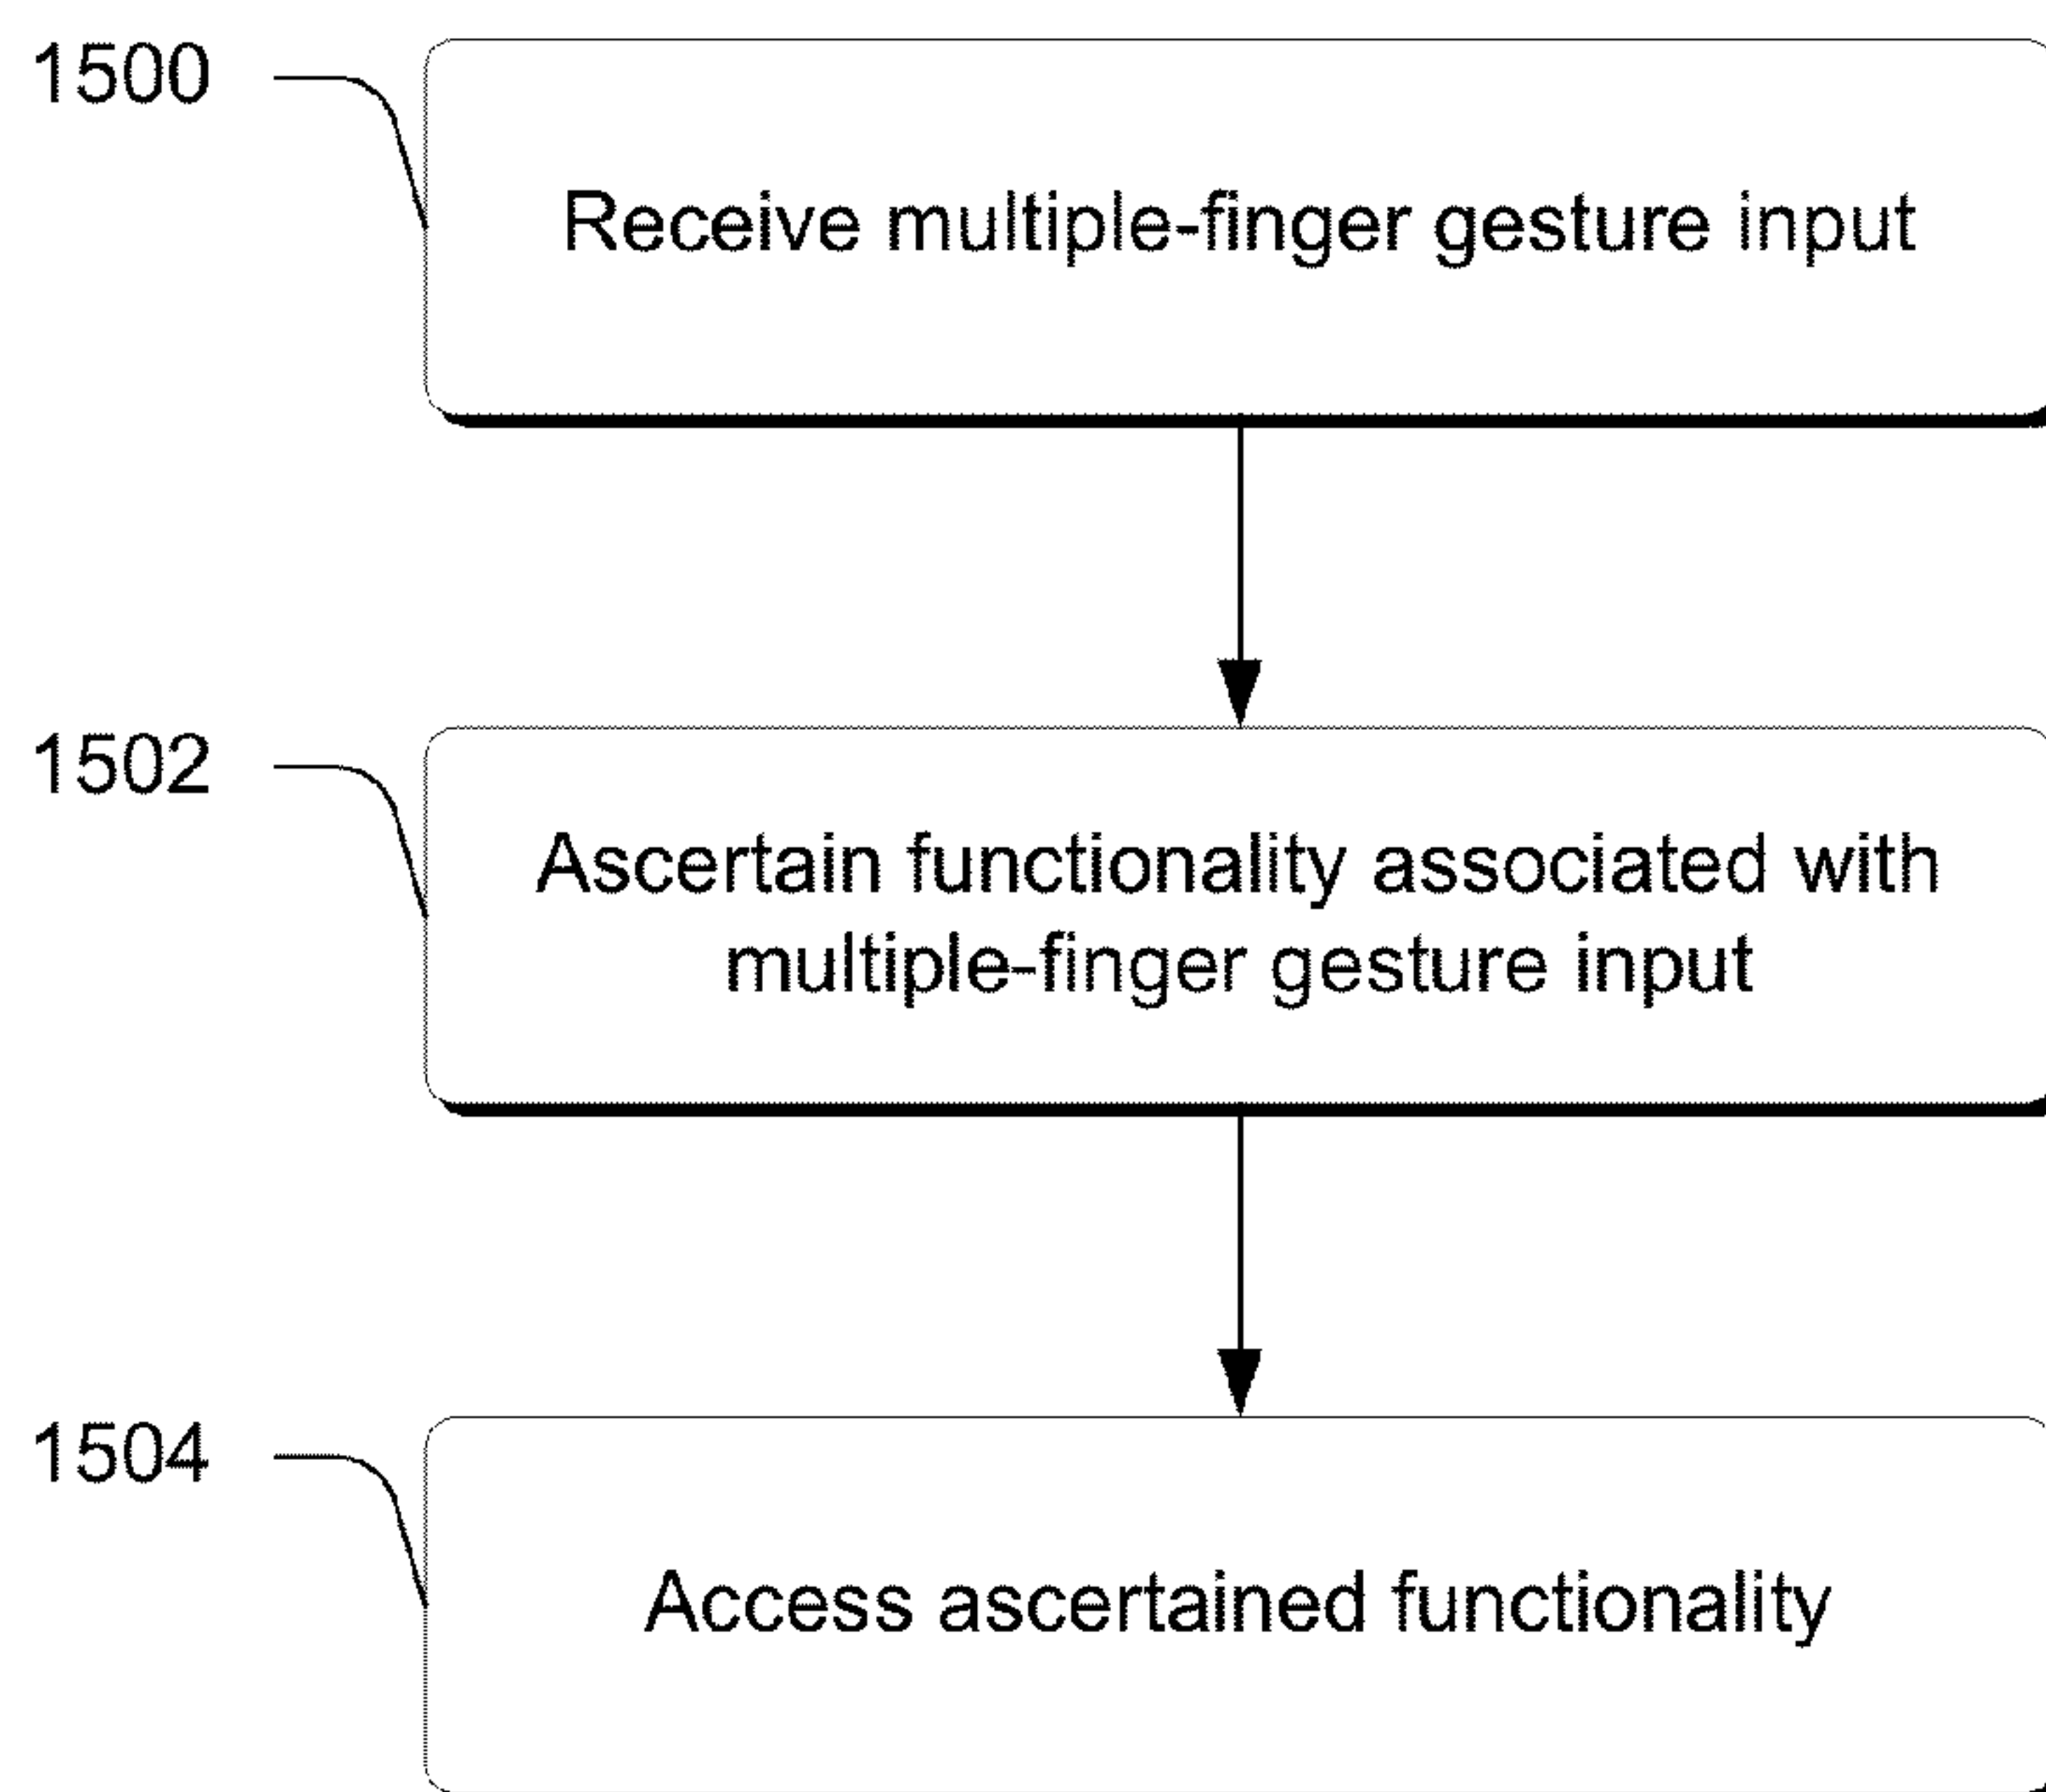 1500
Receive multiple-finger gesture input
1502
Ascertain functionality associated with
multiple-finger gesture input
1504
Access ascertained functionality